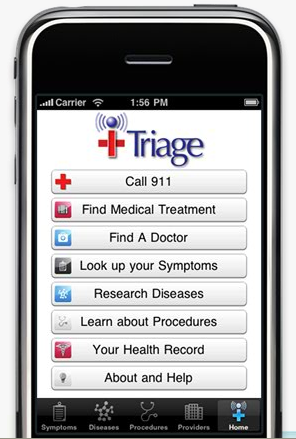 Carrier 1:56 PM
Triage
Call 911
Find Medical Treatment
Find A Doctor
Look up your Symptoms
Research Diseases
Learn about Procedures
Your Health Record
About and Help
Symptoms Diseases Procedures Providers Home